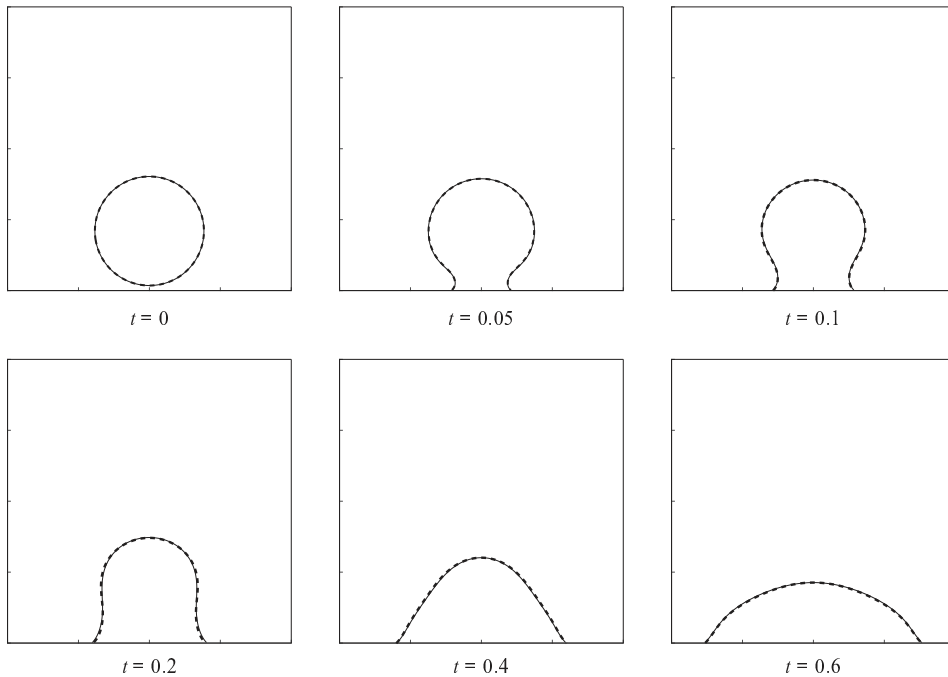 t = 0
t = 0.05
t = 0.1
t = 0.2
t = 0.4
t = 0.6